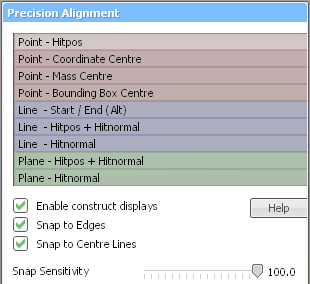 Precision Alignment
Point - Hitpos
Point - Coordinate Centre
Point - Mass Centre
Point - Bounding Box Centre
Line - Start / End (Alt)
Line - Hitpos + Hitnormal
Line - Hitnormal
Plane - Hitpos + Hitnormal
Plane - Hitnormal
Enable construct displays
Help
Snap to Edges
Snap to Centre Lines
Snap Sensitivity 100.0